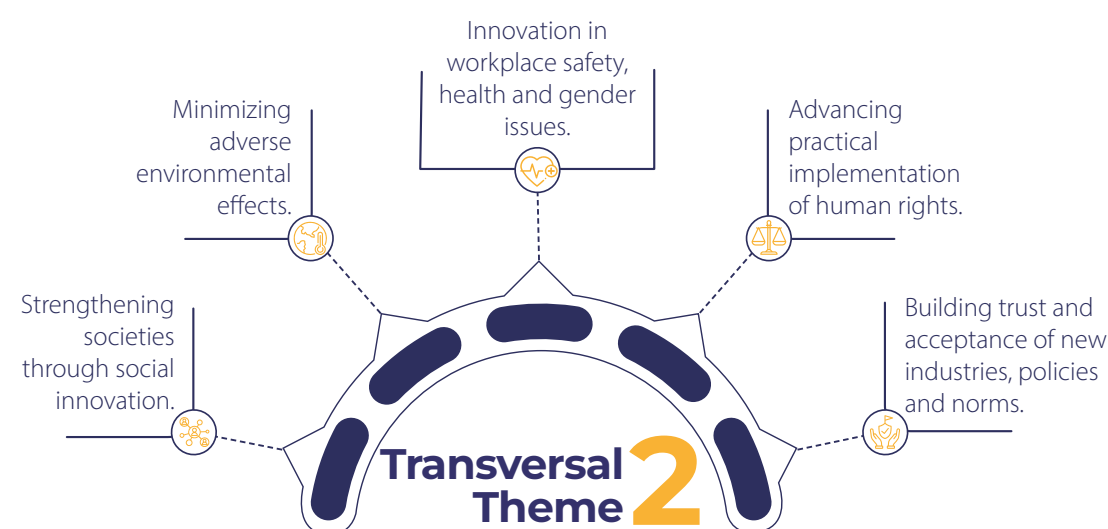 Innovation in
workplace safety,
health and gender
issues.
Minimizing
adverse
environmental
effects.
Advancing
practical
implementation
of human rights.
Strengthening
societies
through social
innovation.
Building trust and
acceptance of new
industries, policies
and norms.
Transversal
Theme
2